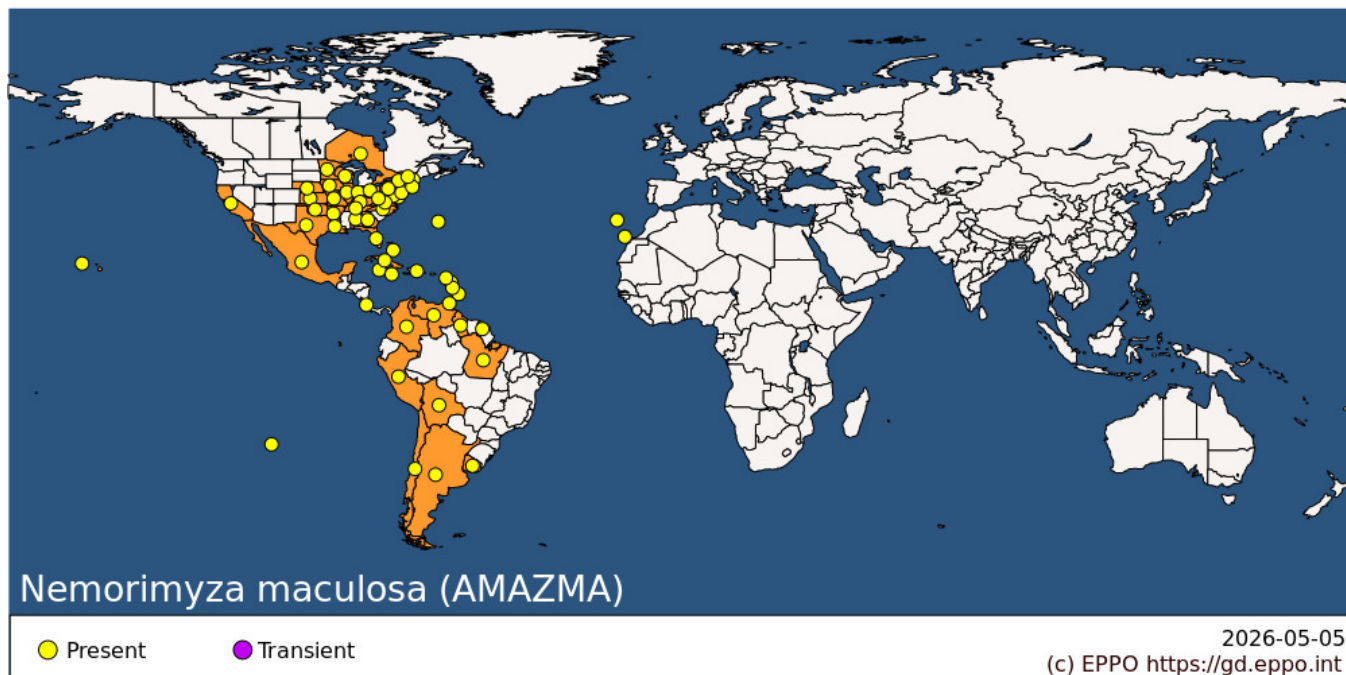 Nemorimyza maculosa (AMAZMA)
Present
Transient
2026-05-05
(c) EPPO https://gd.eppo.int